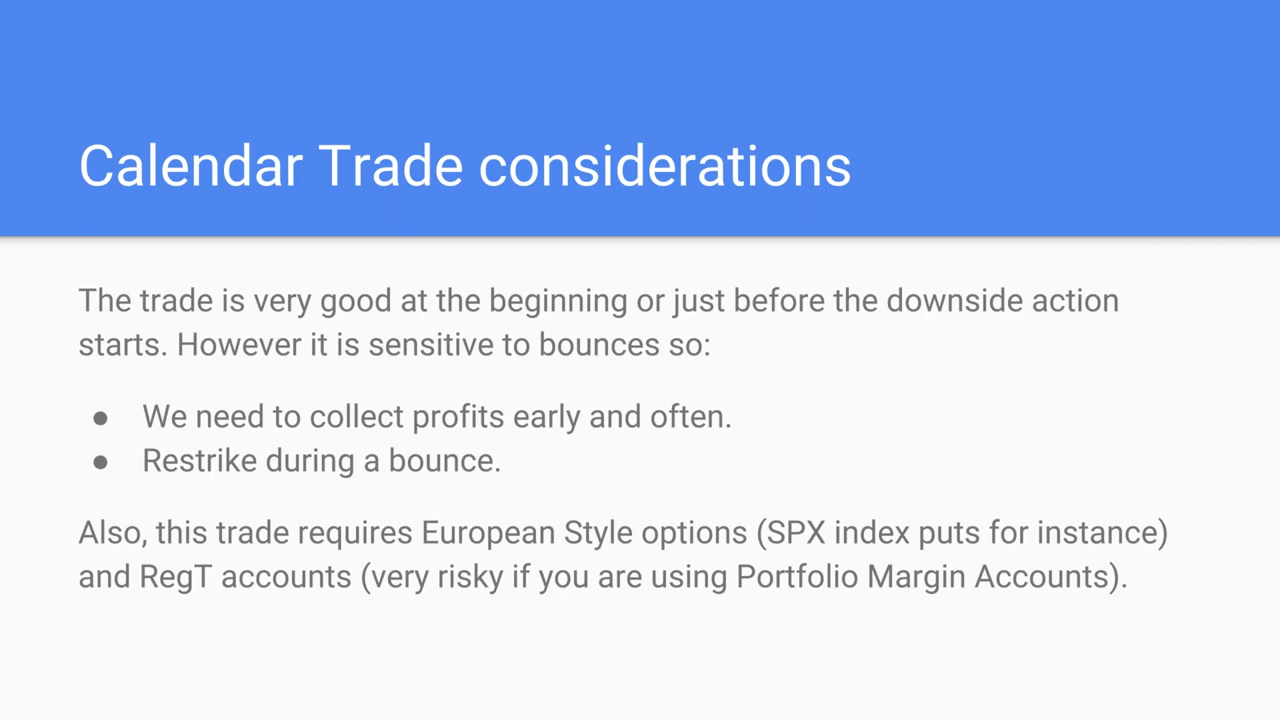 Calendar Trade considerations
The trade is very good at the beginning or just before the downside action
starts. However it is sensitive to bounces so:
● We need to collect profits early and often.
● Restrike during a bounce.
Also, this trade requires European Style options (SPX index puts for instance)
and RegT accounts (very risky if you are using Portfolio Margin Accounts).